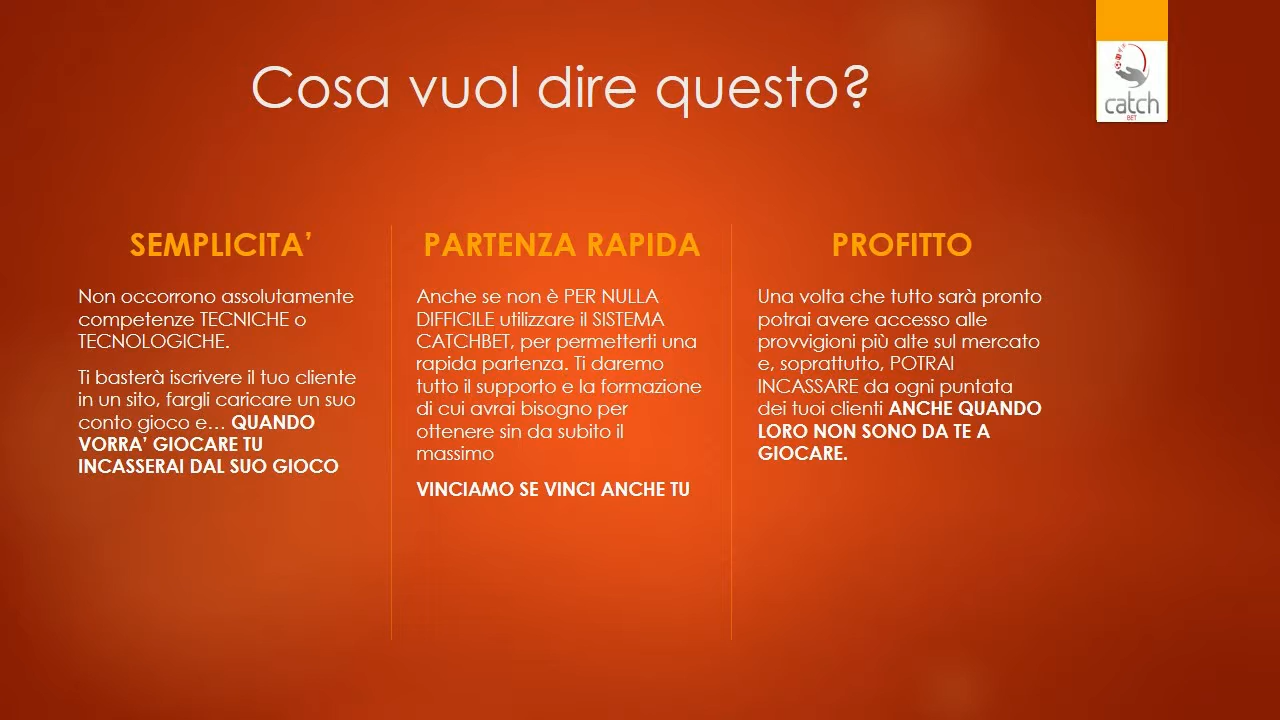 Cosa vuol dire questo?
catch
BET
SEMPLICITA’
Non occorrono assolutamente
competenze TECNICHE o
TECNOLOGICHE.
Ti basterà iscrivere il tuo cliente
in un sito, fargli caricare un suo
conto gioco e… QUANDO
VORRA’ GIOCARE TU
INCASSERAI DAL SUO GIOCO
PARTENZA RAPIDA
Anche se non è PER NULLA
DIFFICILE utilizzare il SISTEMA
CATCHBET, per permetterti una
rapida partenza. Ti daremo
tutto il supporto e la formazione
di cui avrai bisogno per
ottenere sin da subito il
massimo
VINCIAMO SE VINCI ANCHE TU
PROFITTO
Una volta che tutto sarà pronto
potrai avere accesso alle
provvigioni più alte sul mercato
e, soprattutto, POTRAI
INCASSARE da ogni puntata
dei tuoi clienti ANCHE QUANDO
LORO NON SONO DA TE A
GIOCARE.